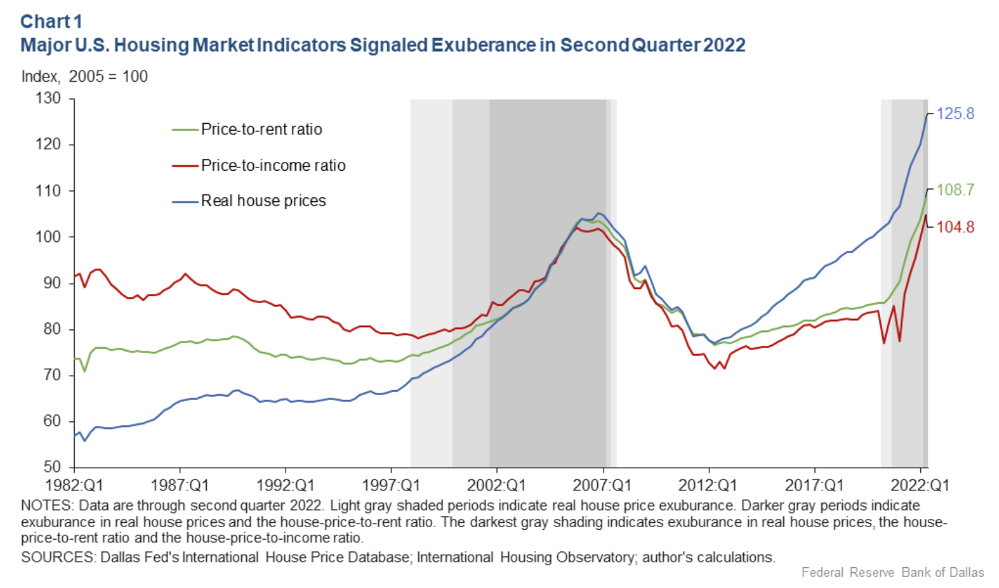 Chart 1
Major U.S. Housing Market Indicators Signaled Exuberance in Second Quarter 2022
Index, 2005 = 100
130
120
110
100
90
80
70
60
50
Price-to-rent ratio
Price-to-income ratio
Real house prices
125.8
108.7
104.8
1982:Q1 1987:Q1 1992:Q1 1997:Q1 2002:Q1 2007:Q1 2012:Q1 2017:Q1 2022:Q1
NOTES: Data are through second quarter 2022. Light gray shaded periods indicate real house price exuburance. Darker gray periods indicate
exuburance in real house prices and the house-price-to-rent ratio. The darkest gray shading indicates exuburance in real house prices, the house-
price-to-rent ratio and the house-price-to-income ratio.
SOURCES: Dallas Fed's International House Price Database; International Housing Observatory; author's calculations.
Federal Reserve Bank of Dallas